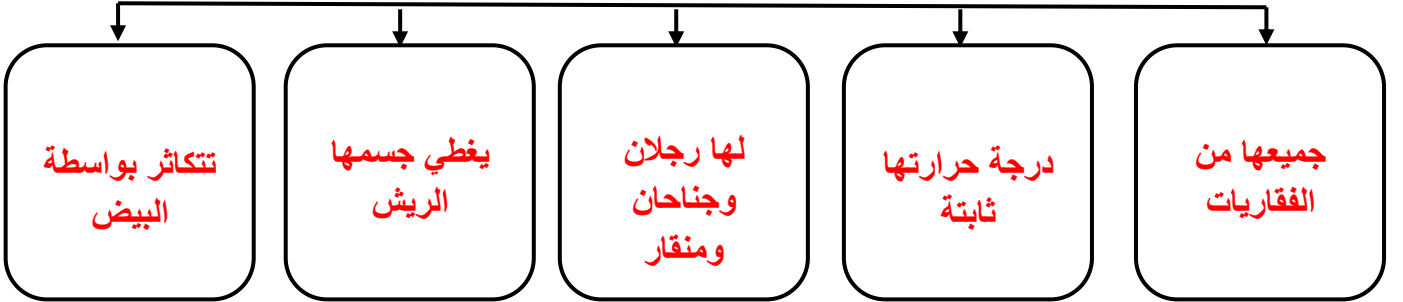 جميعها من
الفقاريات
درجة حرارتها
ثابتة
لها رجلان
وجناحان
ومنقار
يغطي جسمها
الريش
تتكاثر بواسطة
البيض